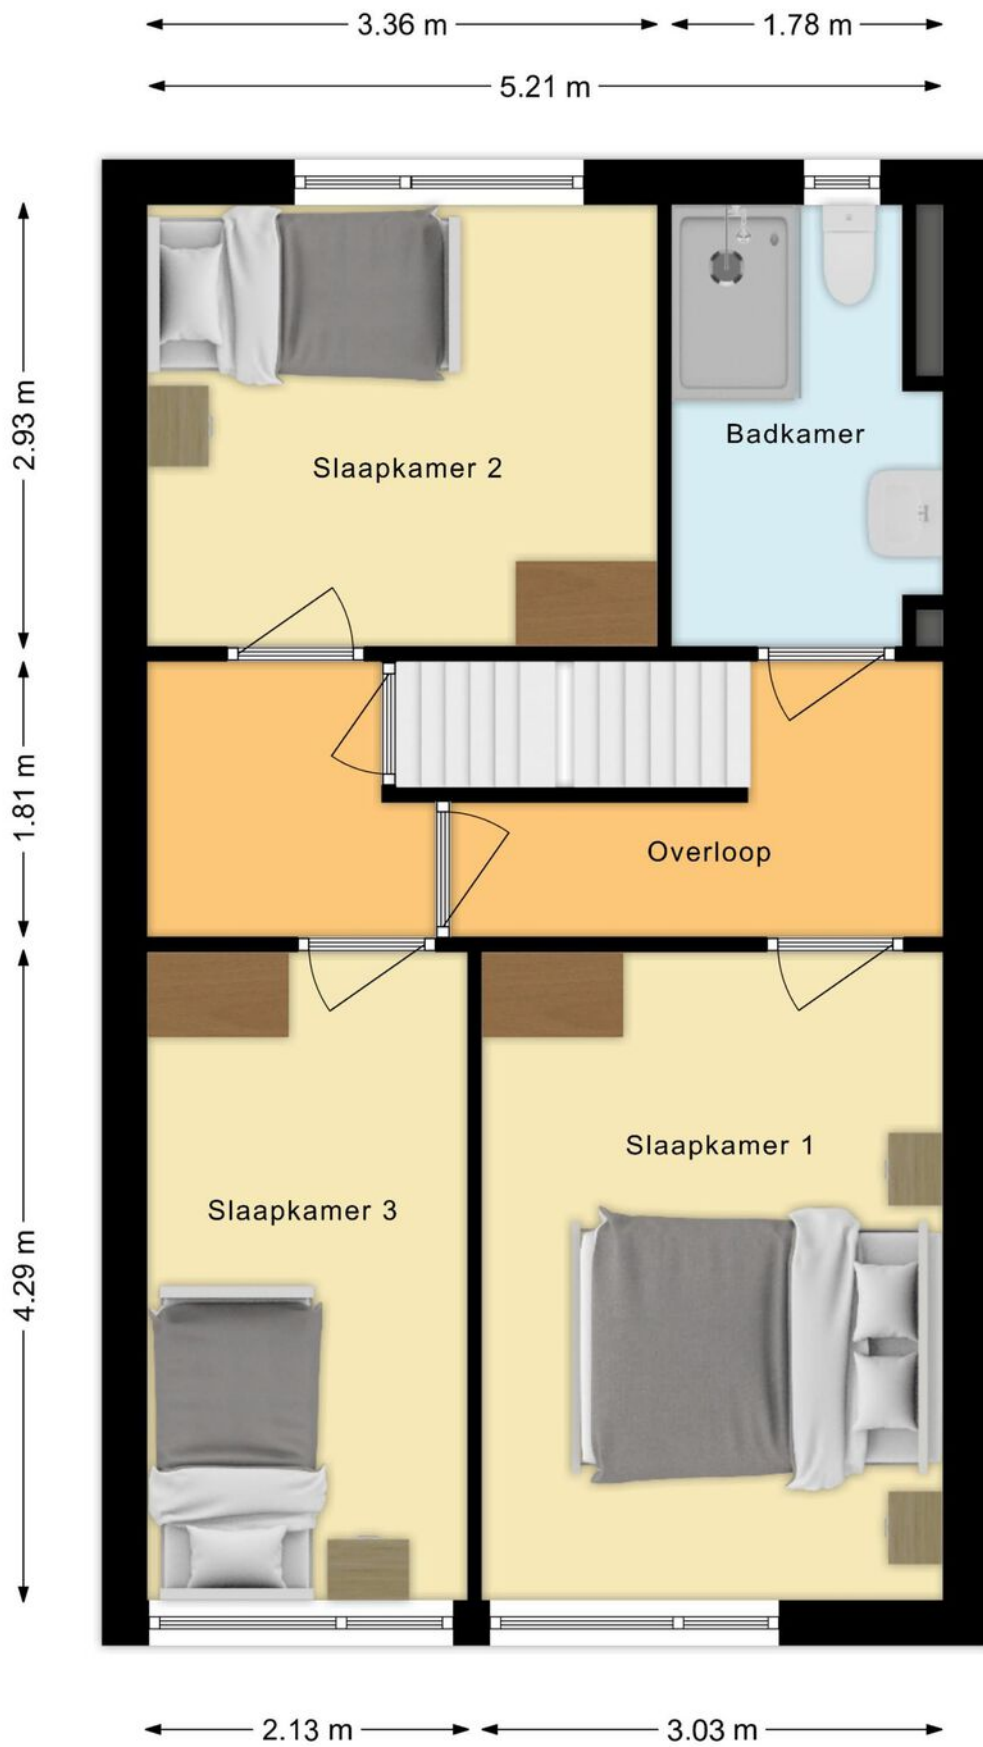 3.36 m
1.78 m
5.21 m
2.93 m
Badkamer
Slaapkamer 2
1.81 m
Overloop
Slaapkamer 1
Slaapkamer 3
4.29 m
2.13 m
3.03 m